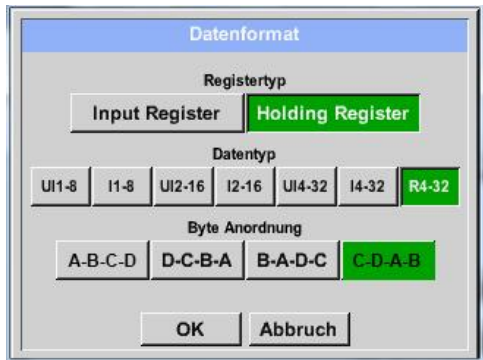 Datenformat
Registertyp
Input Register Holding Register
Datentyp
UI1-8 I1-8 UI2-16 I2-16 UI4-32 I4-32 R4-32
Byte Anordnung
A-B-C-D D-C-B-A B-A-D-C C-D-A-B
OK Abbruch